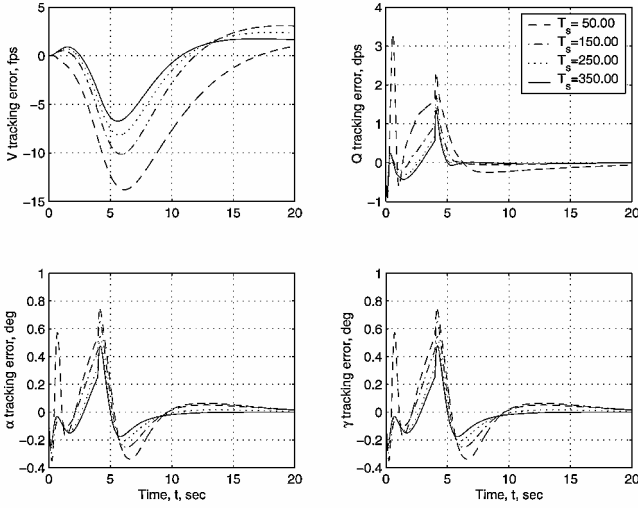 5
0
−5
−10
−15
V tracking error, fps
0 5 10 15 20
4
3
2
1
0
−1
Q tracking error, dps
0 5 10 15 20
T_s= 50.00
T_s=150.00
T_s=250.00
T_s=350.00
1
0.8
0.6
0.4
0.2
0
−0.2
−0.4
α tracking error, deg
0 5 10 15 20
Time, t, sec
1
0.8
0.6
0.4
0.2
0
−0.2
−0.4
γ tracking error, deg
0 5 10 15 20
Time, t, sec